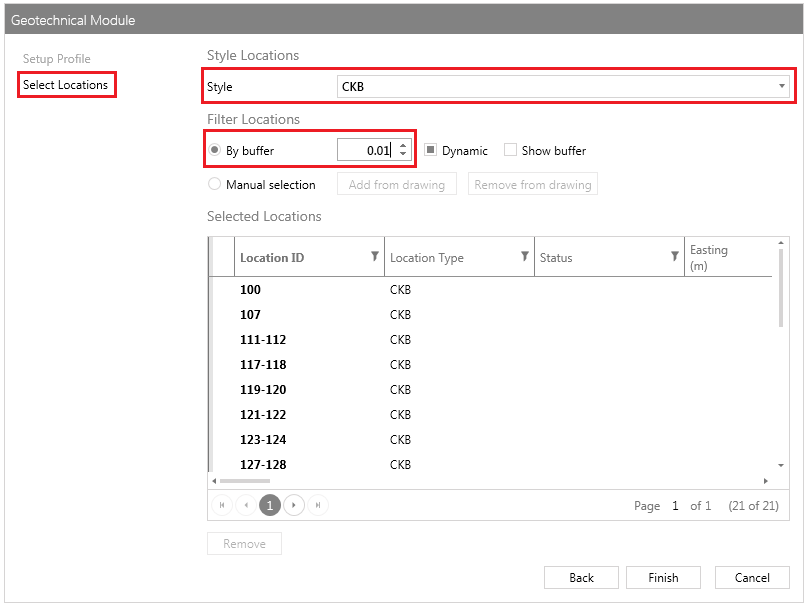 Geotechnical Module
Setup Profile
Select Locations
Style Locations
Style CKB
Filter Locations
By buffer 0.01 Dynamic Show buffer
Manual selection Add from drawing Remove from drawing
Selected Locations
Location ID Location Type Status Easting (m)
100 CKB
107 CKB
111-112 CKB
117-118 CKB
119-120 CKB
121-122 CKB
123-124 CKB
127-128 CKB
1 Page 1 of 1 (21 of 21)
Remove
Back Finish Cancel